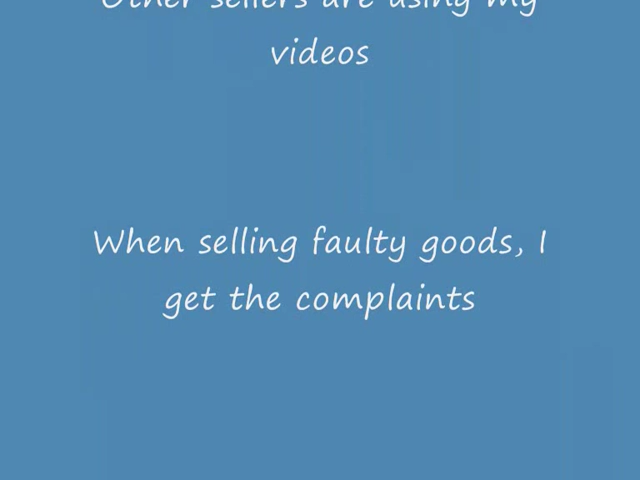 Other sellers are using my
videos
When selling faulty goods, I
get the complaints